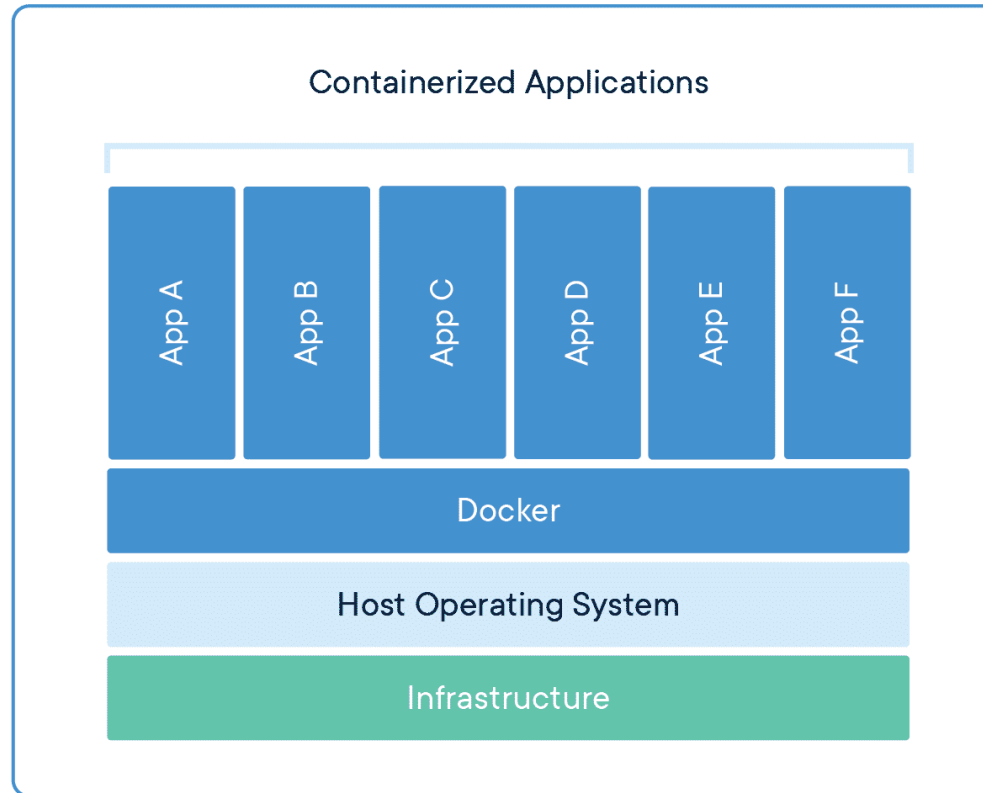 Containerized Applications
App A
App B
App C
App D
App E
App F
Docker
Host Operating System
Infrastructure